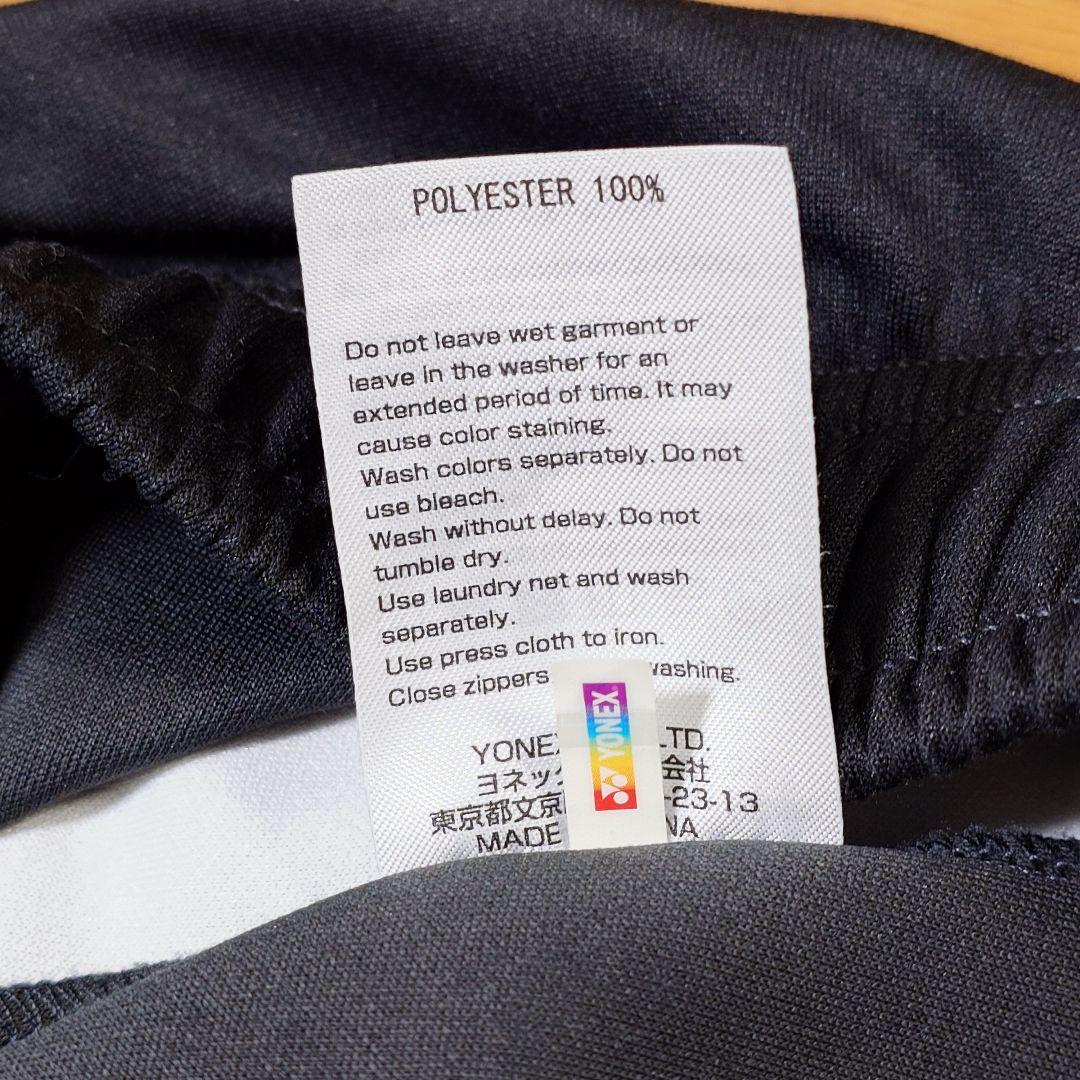 POLYESTER 100%
Do not leave wet garment or
leave in the washer for an
extended period of time. It may
cause color staining.
Wash colors separately. Do not
use bleach.
Wash without delay. Do not
tumble dry.
Use laundry net and wash
separately.
Use press cloth to iron.
Close zippers washing.
YONEX LTD.
ヨネック 会社
東京都文京 -23-13
MADE NA
YONEX